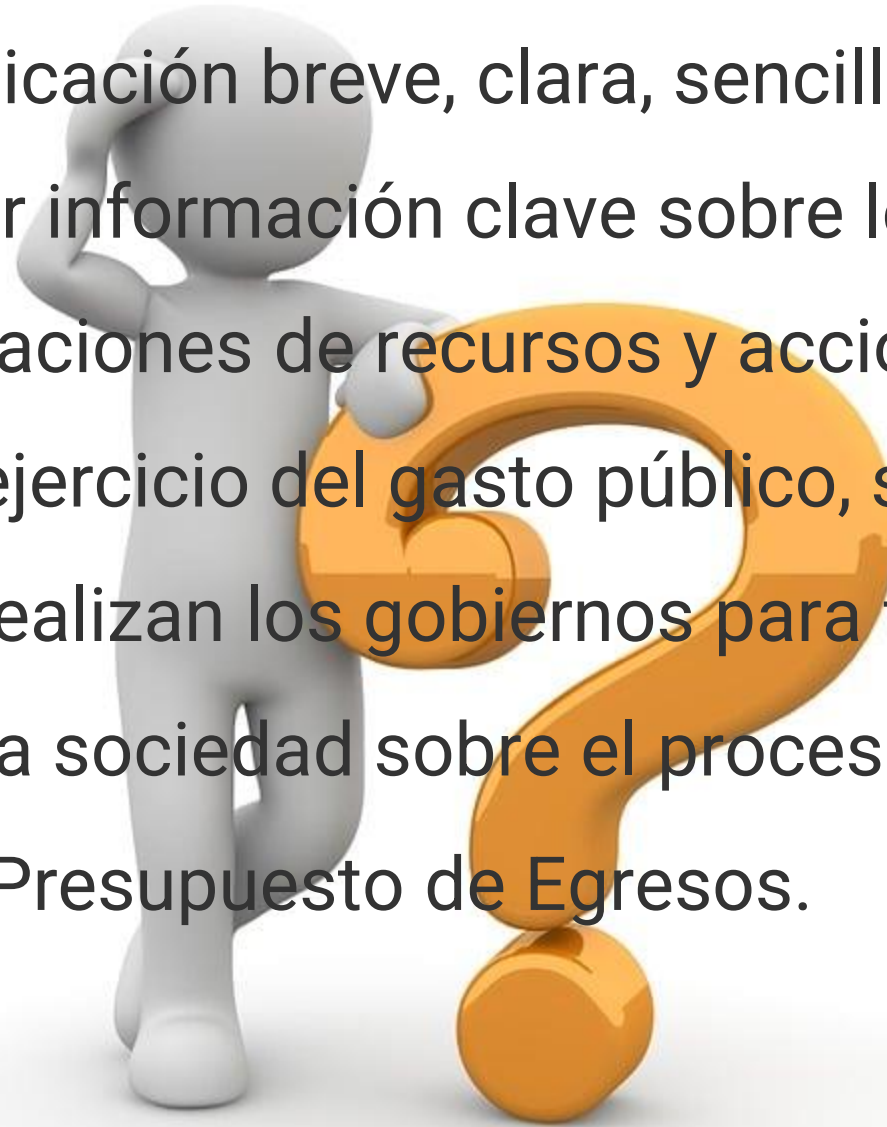 icación breve, clara, sencill
r información clave sobre l
aciones de recursos y acci
ejercicio del gasto público, s
ealizan los gobiernos para
a sociedad sobre el proces
Presupuesto de Egresos.